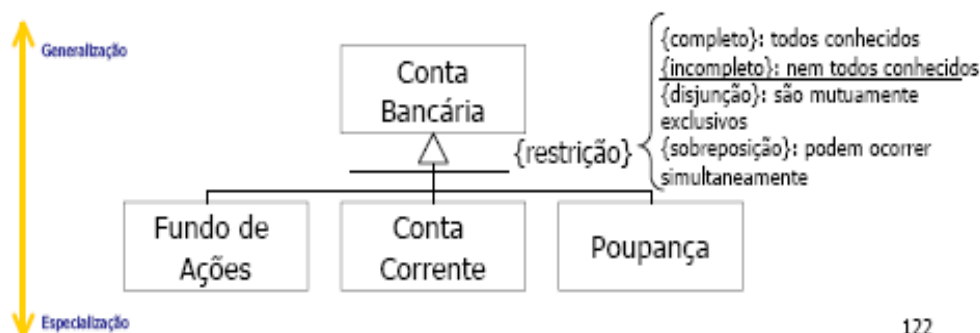 Generalização
Conta
Bancária
{restrição}
{completo}: todos conhecidos
{incompleto}: nem todos conhecidos
{disjunção}: são mutuamente
exclusivos
{sobreposição}: podem ocorrer
simultaneamente
Fundo de
Ações
Conta
Corrente
Poupança
Especialização
122